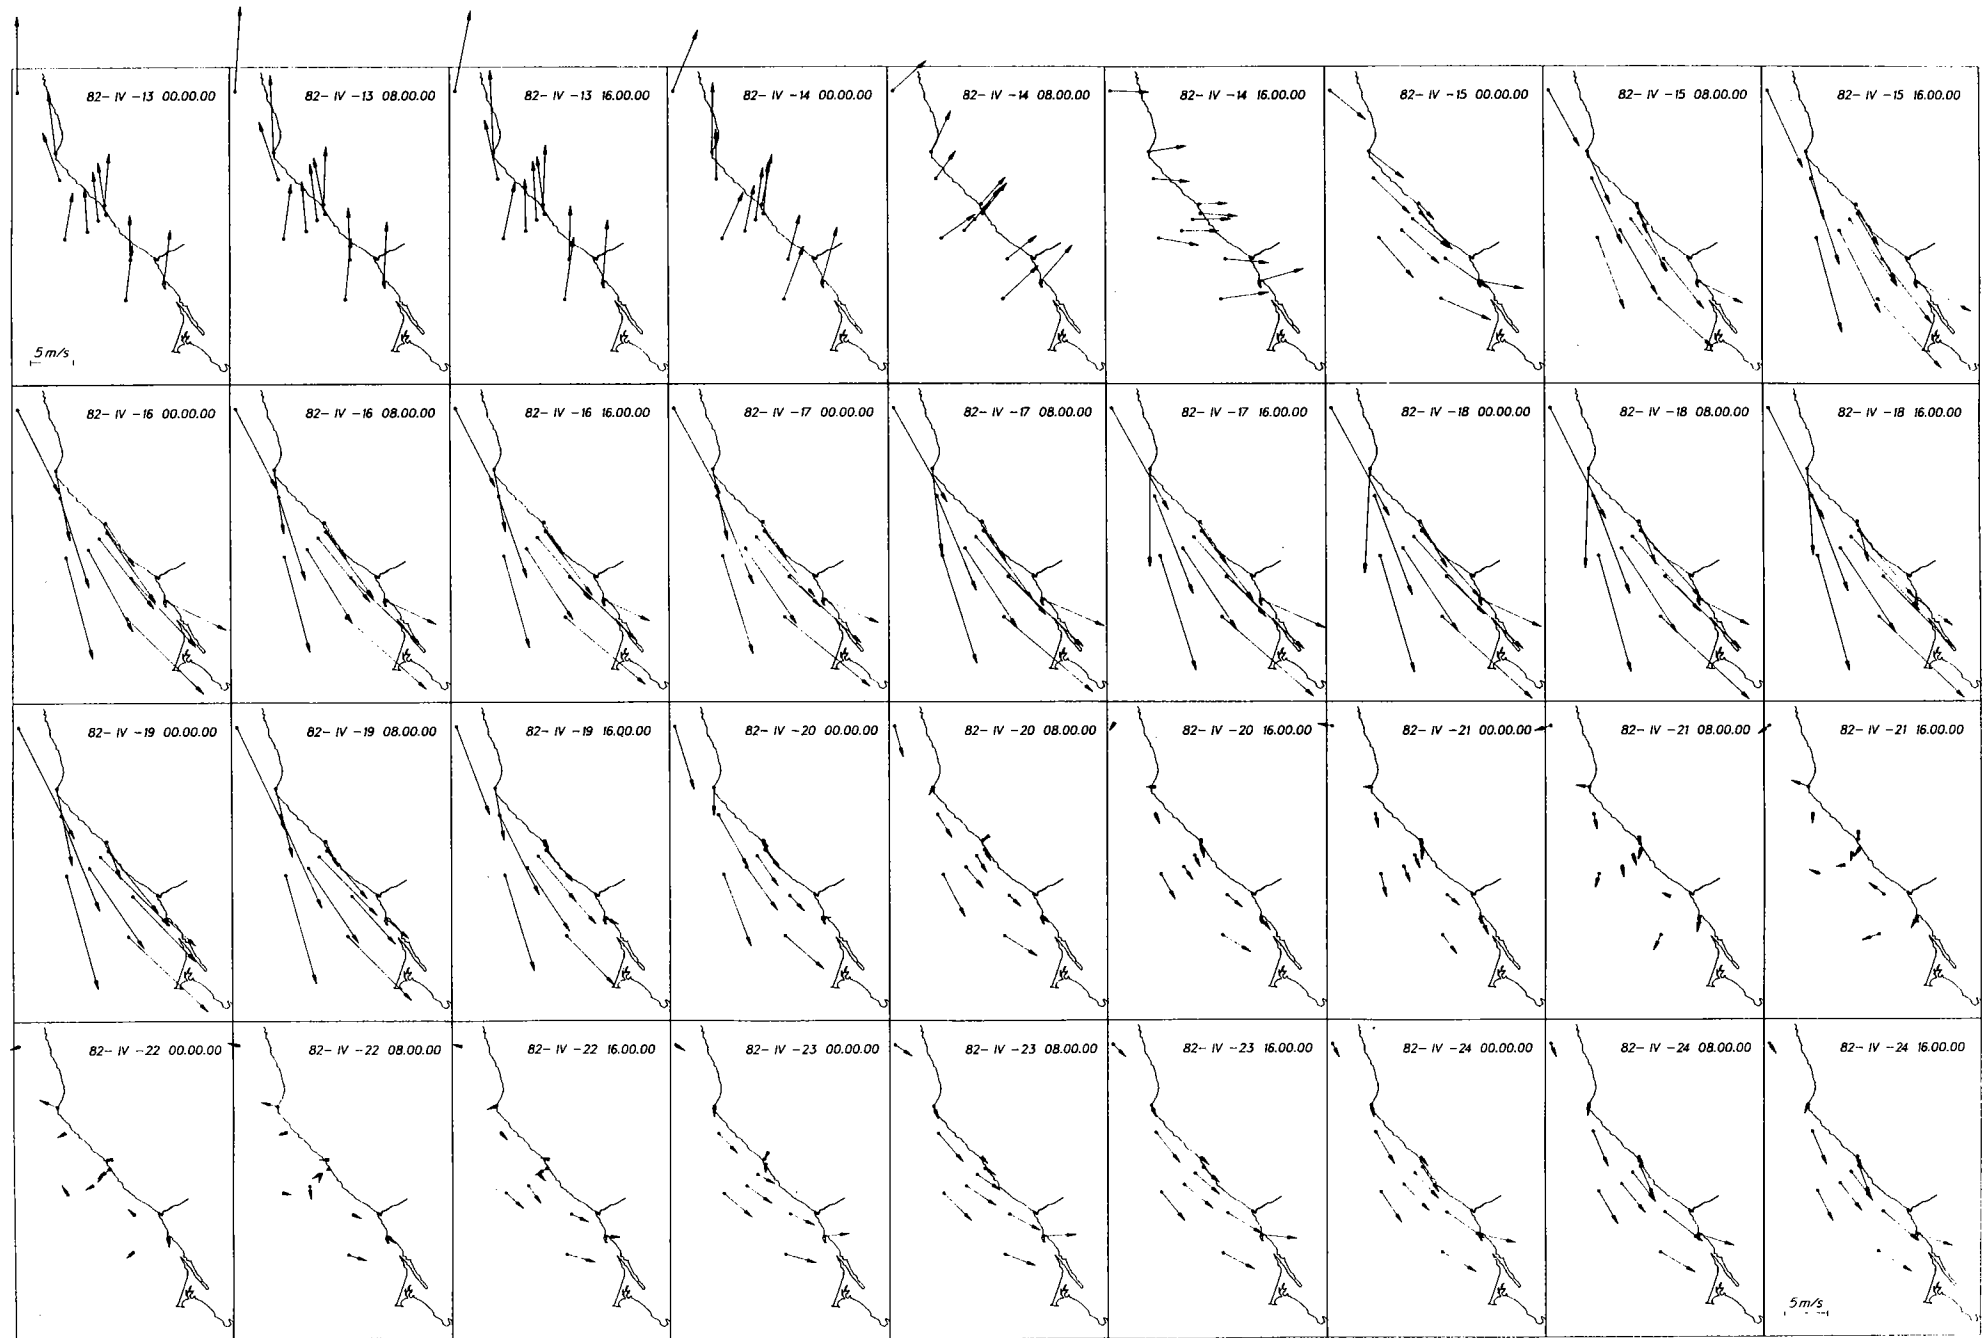 82- IV -13 00.00.00
82- IV -13 08.00.00
82- IV -13 16.00.00
82- IV -14 00.00.00
82- IV -14 08.00.00
82- IV -14 16.00.00
82- IV -15 00.00.00
82- IV -15 08.00.00
82- IV -15 16.00.00
5 m/s
82- IV -16 00.00.00
82- IV -16 08.00.00
82- IV -16 16.00.00
82- IV -17 00.00.00
82- IV -17 08.00.00
82- IV -17 16.00.00
82- IV -18 00.00.00
82- IV -18 08.00.00
82- IV -18 16.00.00
82- IV -19 00.00.00
82- IV -19 08.00.00
82- IV -19 16.00.00
82- IV -20 00.00.00
82- IV -20 08.00.00
82- IV -20 16.00.00
82- IV -21 00.00.00
82- IV -21 08.00.00
82- IV -21 16.00.00
82- IV -22 00.00.00
82- IV -22 08.00.00
82- IV -22 16.00.00
82- IV -23 00.00.00
82- IV -23 08.00.00
82- IV -23 16.00.00
82- IV -24 00.00.00
82- IV -24 08.00.00
82- IV -24 16.00.00
5 m/s